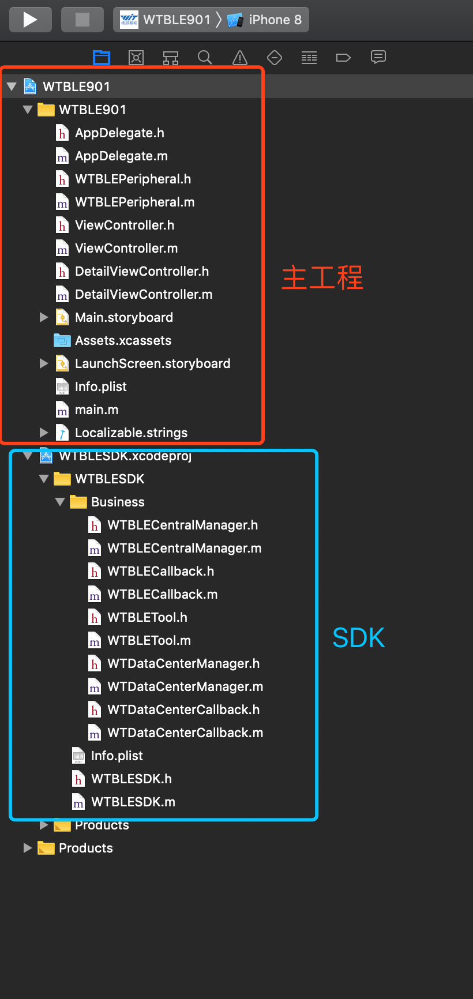 WTBLE901 iPhone 8
WTBLE901
WTBLE901
AppDelegate.h
AppDelegate.m
WTBLEPeripheral.h
WTBLEPeripheral.m
ViewController.h
ViewController.m
DetailViewController.h
主工程
DetailViewController.m
Main.storyboard
Assets.xcassets
LaunchScreen.storyboard
Info.plist
main.m
Localizable.strings
WTBLESDK.xcodeproj
WTBLESDK
Business
WTBLECentralManager.h
WTBLECentralManager.m
WTBLECallback.h
WTBLECallback.m
WTBLETool.h
SDK
WTBLETool.m
WTDataCenterManager.h
WTDataCenterManager.m
WTDataCenterCallback.h
WTDataCenterCallback.m
Info.plist
WTBLESDK.h
WTBLESDK.m
Products
Products